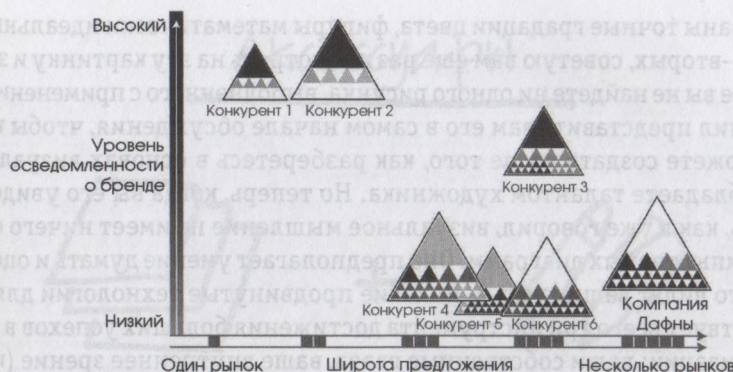 Высокий
Уровень
осведомленности
о бренде
Низкий
Конкурент 1
Конкурент 2
Конкурент 3
Конкурент 4
Конкурент 5
Конкурент 6
Компания
Дафны
Один рынок
Широта предложения
Несколько рынков